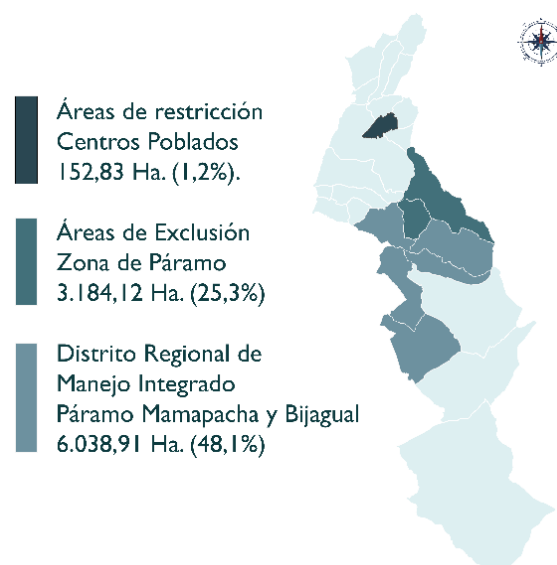 Áreas de restricción
Centros Poblados
152,83 Ha. (1,2%).
Áreas de Exclusión
Zona de Páramo
3.184,12 Ha. (25,3%)
Distrito Regional de
Manejo Integrado
Páramo Mamapacha y Bijagual
6.038,91 Ha. (48,1%)